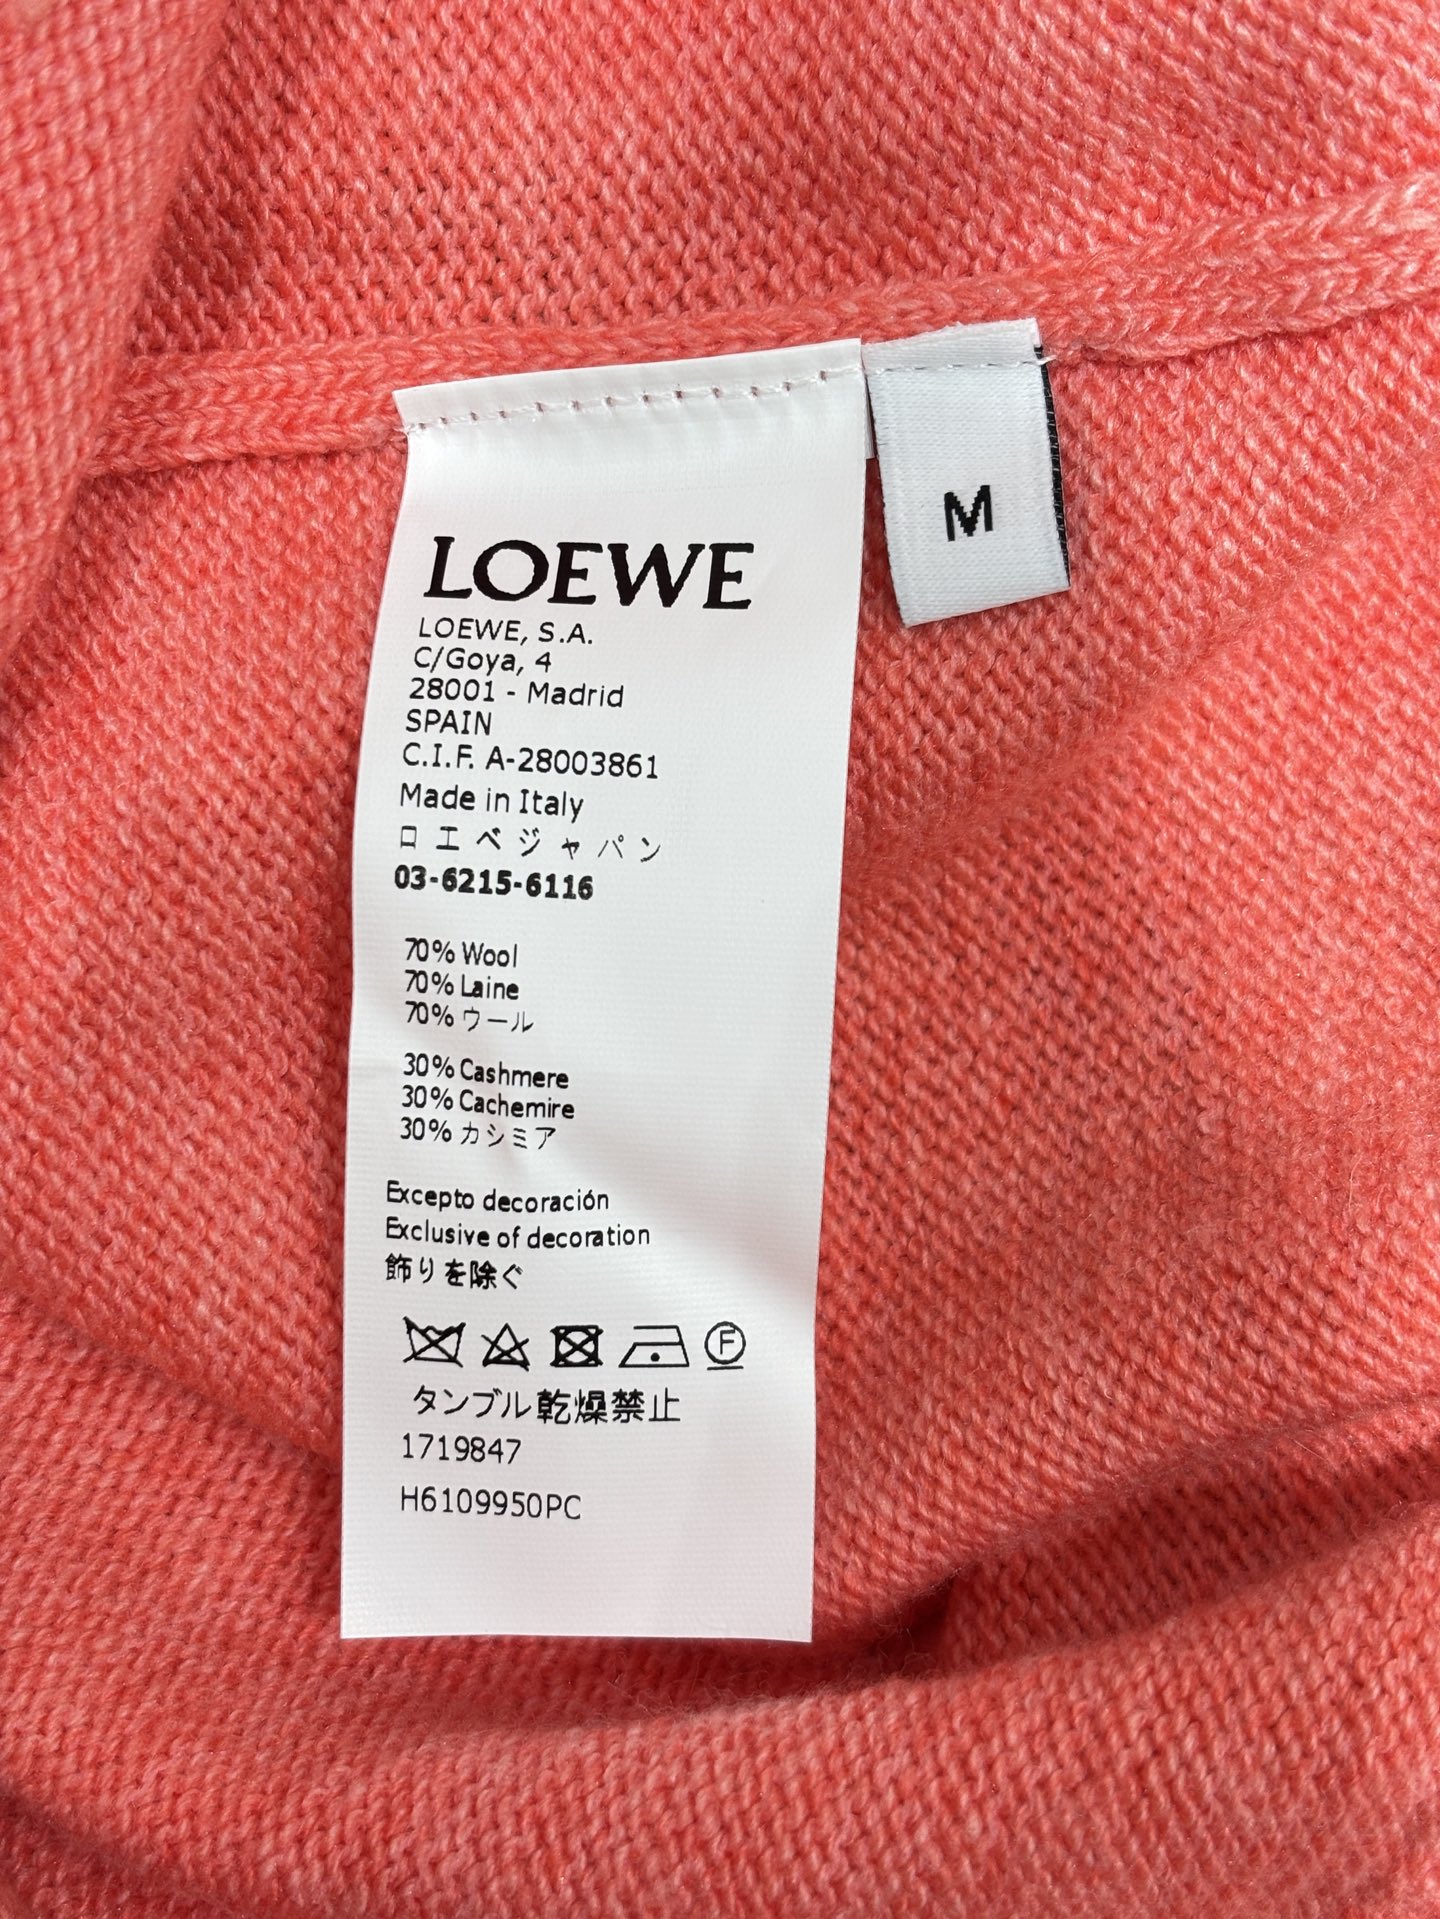 LOEWE
LOEWE, S.A.
C/Goya, 4
28001 - Madrid
SPAIN
C.I.F. A-28003861
Made in Italy
ロエベジャパン
03-6215-6116
70% Wool
70% Laine
70% ウール
30% Cashmere
30% Cachemire
30% カシミア
Excepto decoración
Exclusive of decoration
飾りを除ぐ
F
タンブル乾燥禁止
1719847
H6109950PC
M